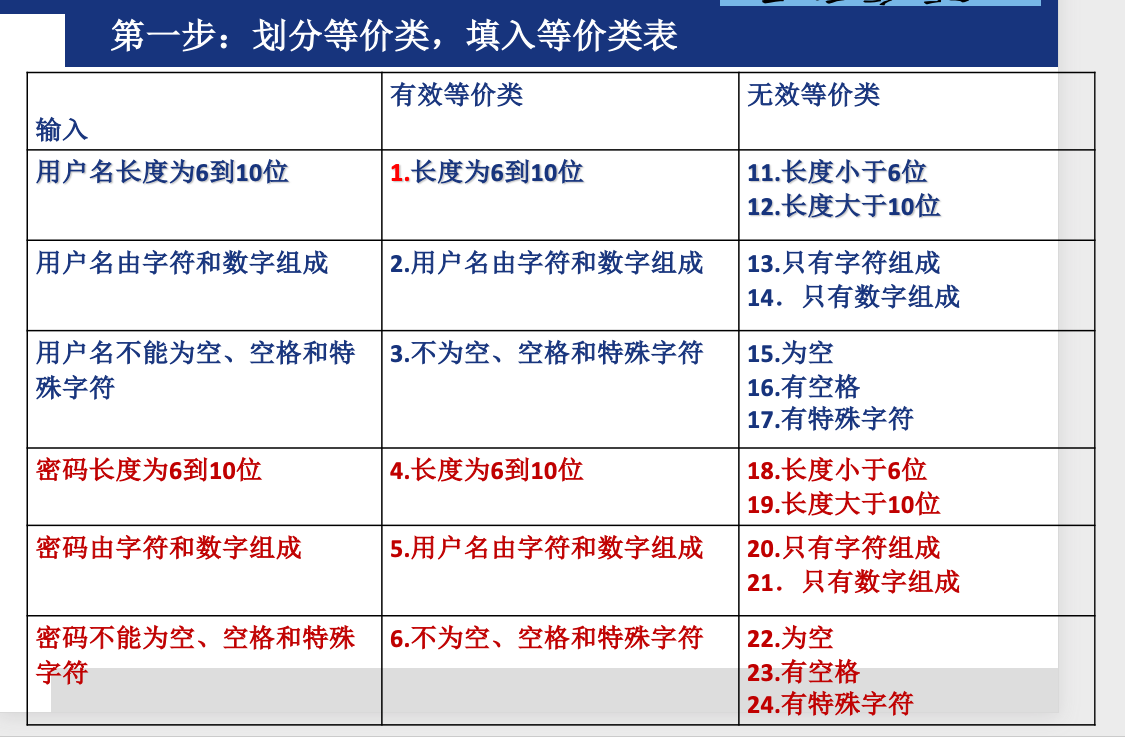 第一步：划分等价类，填入等价类表
输入
有效等价类
无效等价类
用户名长度为6到10位
1.长度为6到10位
11.长度小于6位
12.长度大于10位
用户名由字符和数字组成
2.用户名由字符和数字组成
13.只有字符组成
14. 只有数字组成
用户名不能为空、空格和特
殊字符
3.不为空、空格和特殊字符
15.为空
16.有空格
17.有特殊字符
密码长度为6到10位
4.长度为6到10位
18.长度小于6位
19.长度大于10位
密码由字符和数字组成
5.用户名由字符和数字组成
20.只有字符组成
21. 只有数字组成
密码不能为空、空格和特殊
字符
6.不为空、空格和特殊字符
22.为空
23.有空格
24.有特殊字符